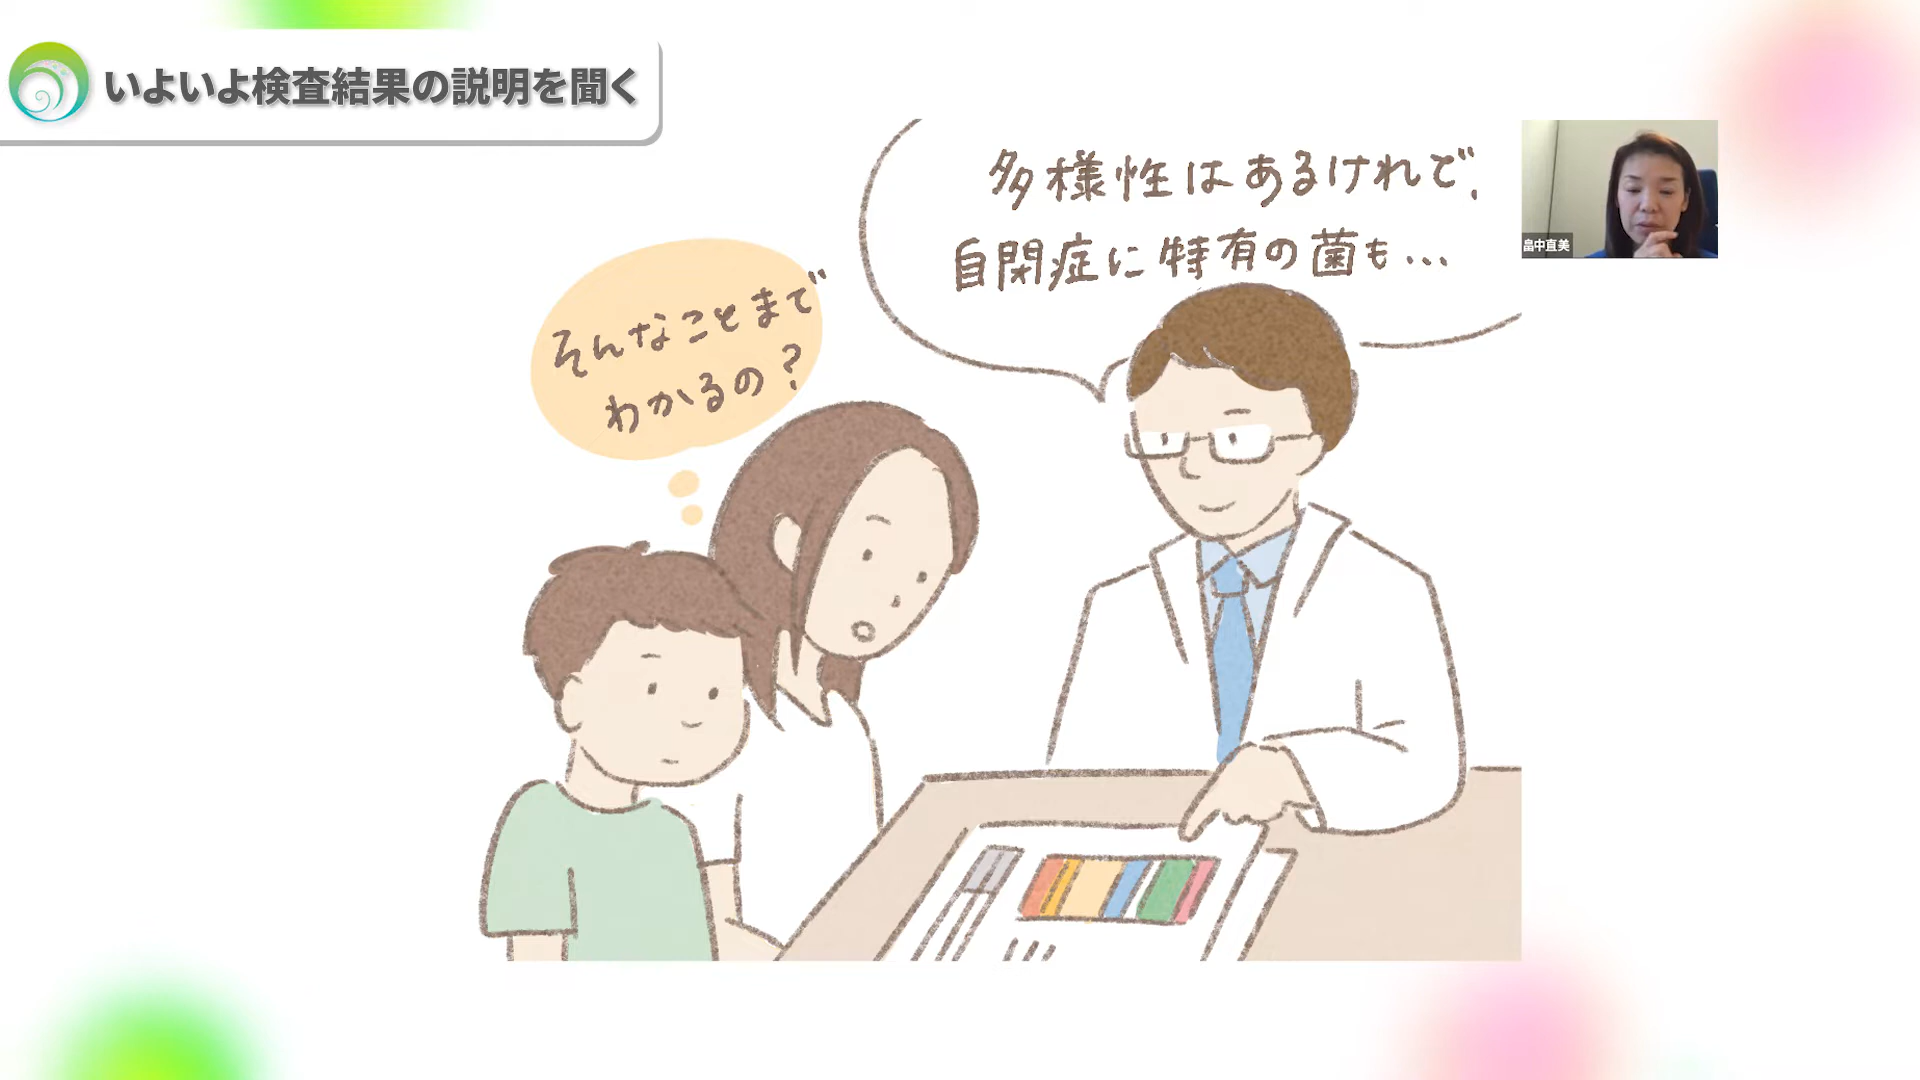 いよいよ検査結果の説明を聞く
多様性はあるけれで、
自閉症に特有の菌も…
畠中直美
そんなことまで
わかるの?